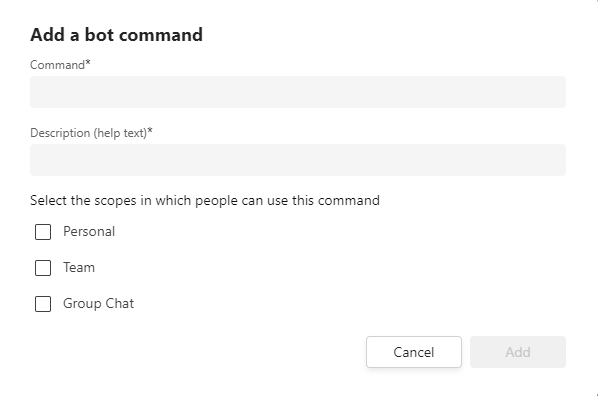 Add a bot command
Command*
Description (help text)*
Select the scopes in which people can use this command
Personal
Team
Group Chat
Cancel
Add